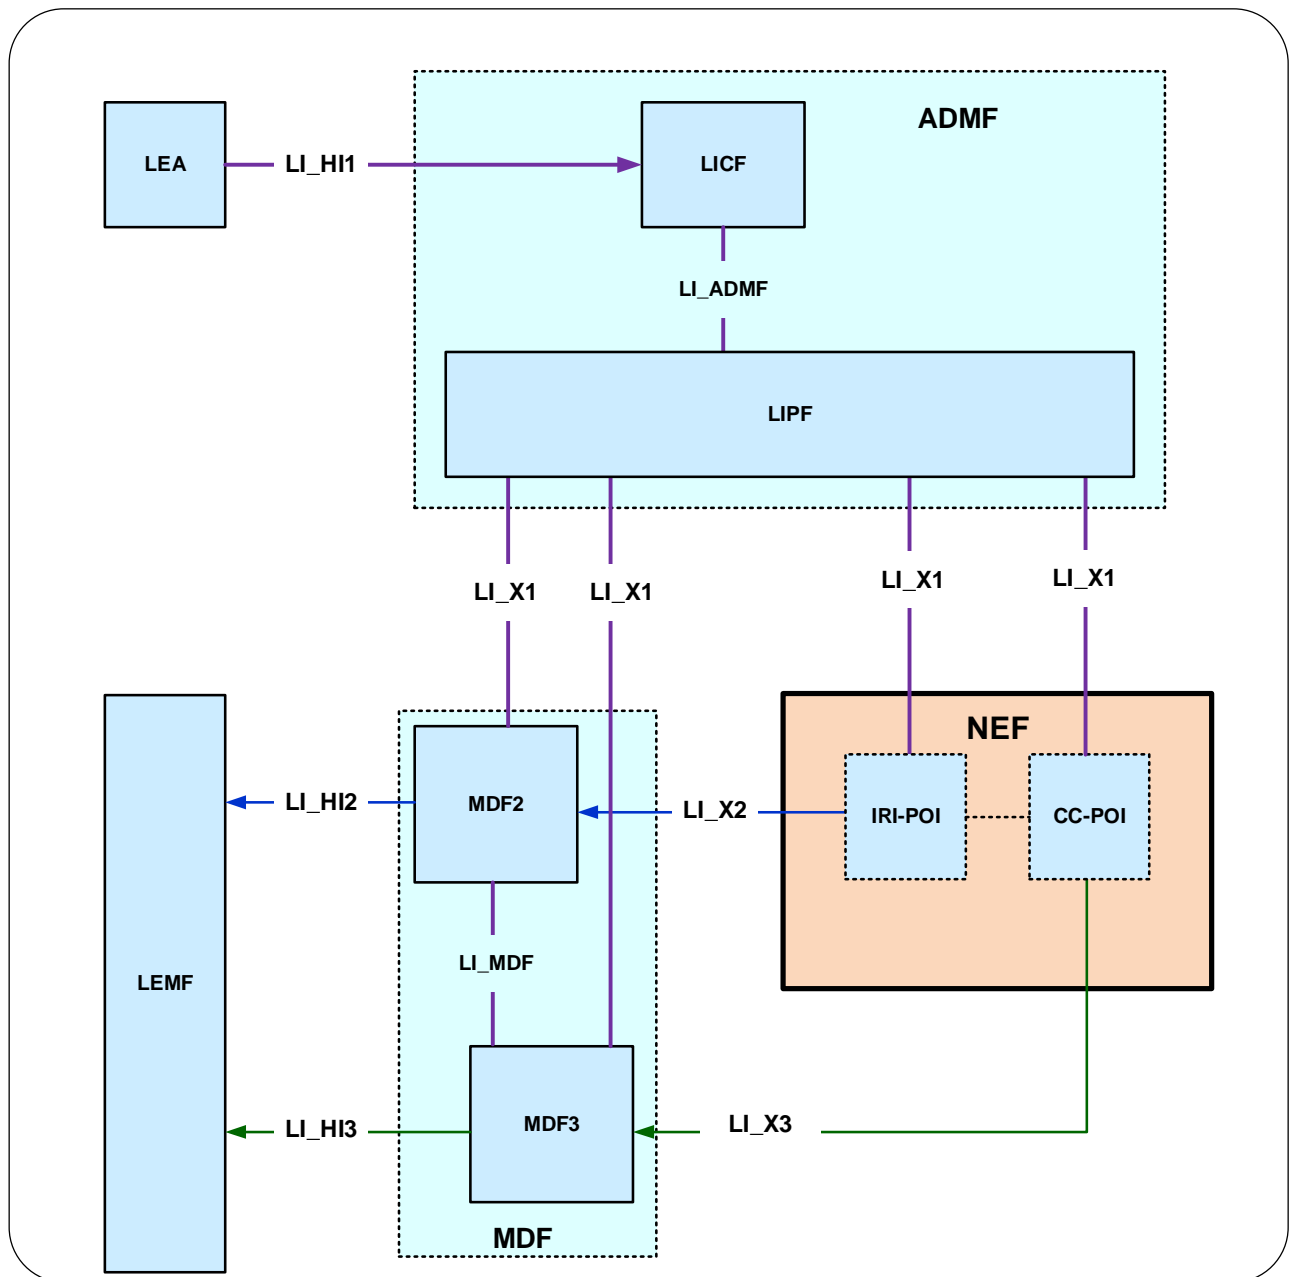 ADMF
LEA
LI_HI1
LICF
LI_ADMF
LIPF
LI_X1
LI_X1
LI_X1
LI_X1
NEF
MDF2
LI_HI2
LI_X2
IRI-POI
CC-POI
LI_MDF
LEMF
LI_HI3
MDF3
LI_X3
MDF